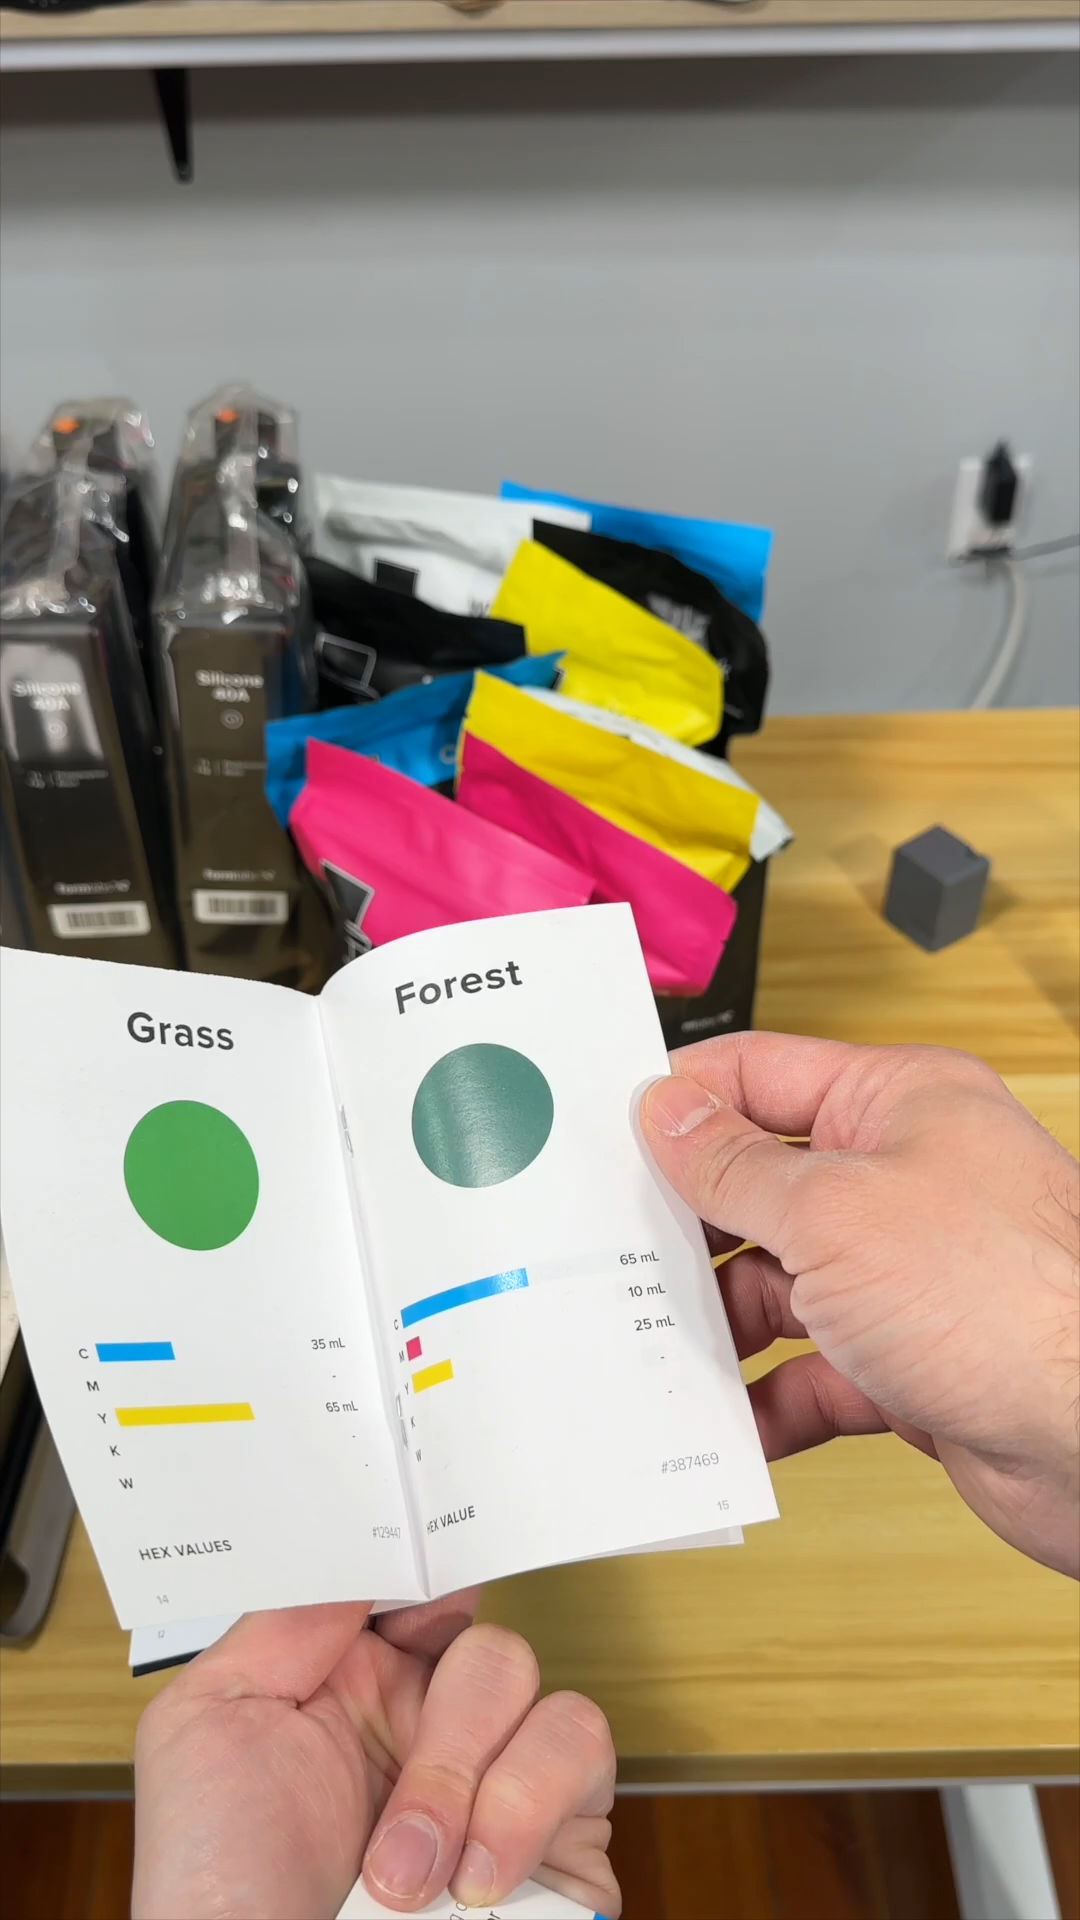 Silicone
40A
Silicone
40A
Grass
C 35 mL
M -
Y 65 mL
K -
W -
HEX VALUES #129447
14
12
Forest
C 65 mL
M 10 mL
Y 25 mL
K -
W -
HEX VALUE #387469
15